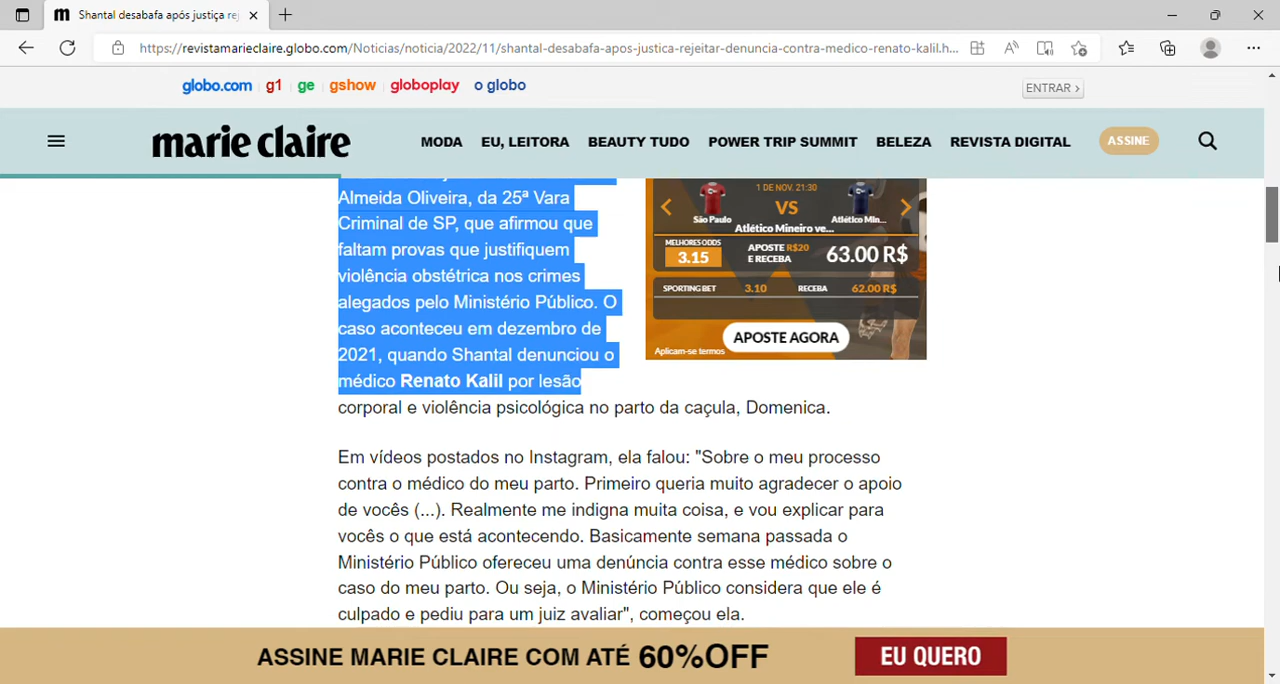 Shantal desabafa após justiça rej
https://revistamarieclaire.globo.com/Noticias/noticia/2022/11/shantal-desabafa-apos-justica-rejeitar-denuncia-contra-medico-renato-kalil.h...
globo.com g1 ge gshow globoplay o globo
ENTRAR >
marie claire
MODA EU, LEITORA BEAUTY TUDO POWER TRIP SUMMIT BELEZA REVISTA DIGITAL ASSINE
Almeida Oliveira, da 25ª Vara
Criminal de SP, que afirmou que
faltam provas que justifiquem
violência obstétrica nos crimes
alegados pelo Ministério Público. O
caso aconteceu em dezembro de
2021, quando Shantal denunciou o
médico Renato Kalil por lesão
corporal e violência psicológica no parto da caçula, Domenica.
1 DE NOV. 21:30
VS
São Paulo
Atlético Min...
Atlético Mineiro ve...
MELHORES ODDS
3.15
APOSTE R$20
E RECEBA
63.00 R$
SPORTING BET 3.10 RECEBA 62.00 R$
APOSTE AGORA
Aplicam-se termos
Em vídeos postados no Instagram, ela falou: "Sobre o meu processo
contra o médico do meu parto. Primeiro queria muito agradecer o apoio
de vocês (...). Realmente me indigna muita coisa, e vou explicar para
vocês o que está acontecendo. Basicamente semana passada o
Ministério Público ofereceu uma denúncia contra esse médico sobre o
caso do meu parto. Ou seja, o Ministério Público considera que ele é
culpado e pediu para um juiz avaliar", começou ela.
ASSINE MARIE CLAIRE COM ATÉ 60%OFF
EU QUERO